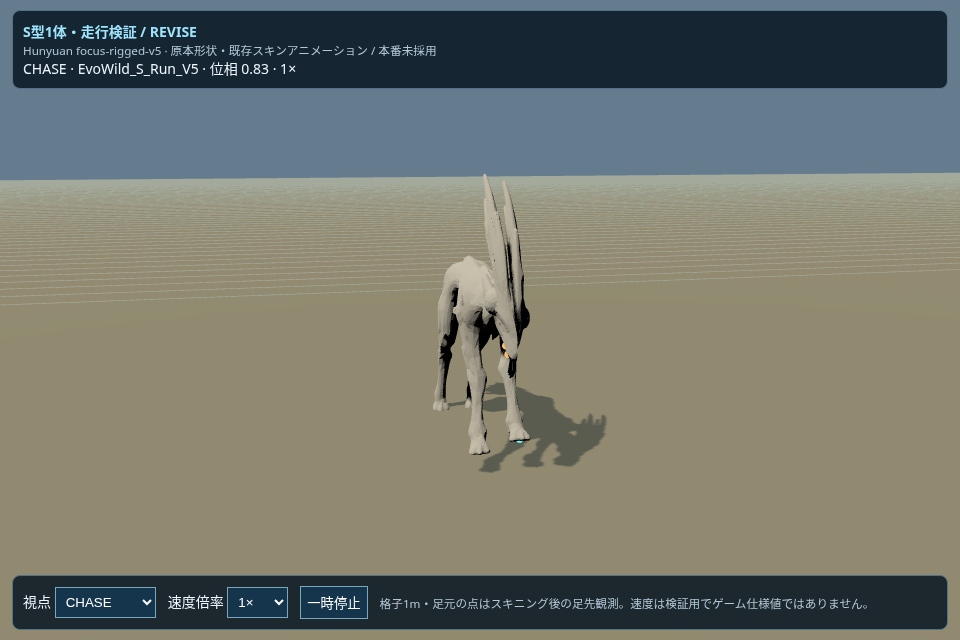 S型1体・走行検証 / REVISE
Hunyuan focus-rigged-v5 · 原本形状・既存スキンアニメーション / 本番未採用
CHASE · EvoWild_S_Run_V5 · 位相 0.83 · 1×
視点 CHASE 速度倍率 1× 一時停止 格子1m・足元の点はスキニング後の足先観測。速度は検証用でゲーム仕様値ではありません。